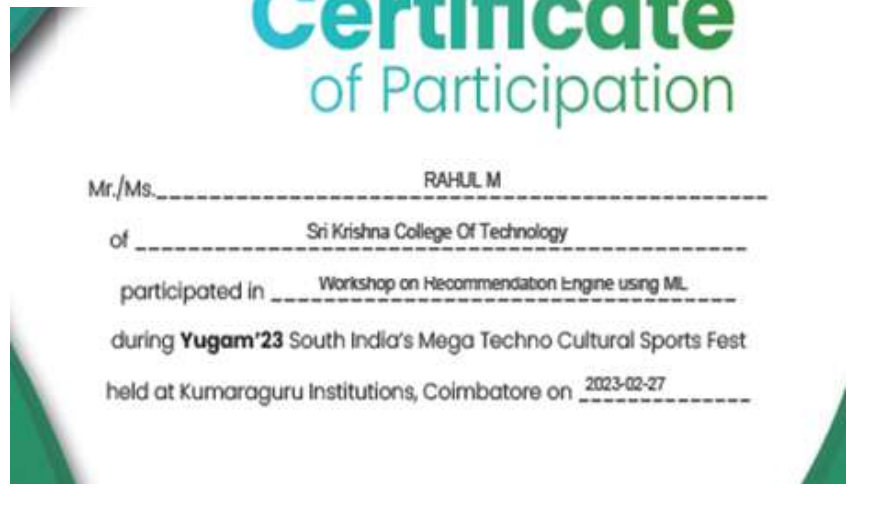 Certificate
of Participation
Mr./Ms. RAHUL M
of Sri Krishna College Of Technology
participated in Workshop on Recommendation Engine using ML
during Yugam'23 South India's Mega Techno Cultural Sports Fest
held at Kumaraguru Institutions, Coimbatore on 2023-02-27